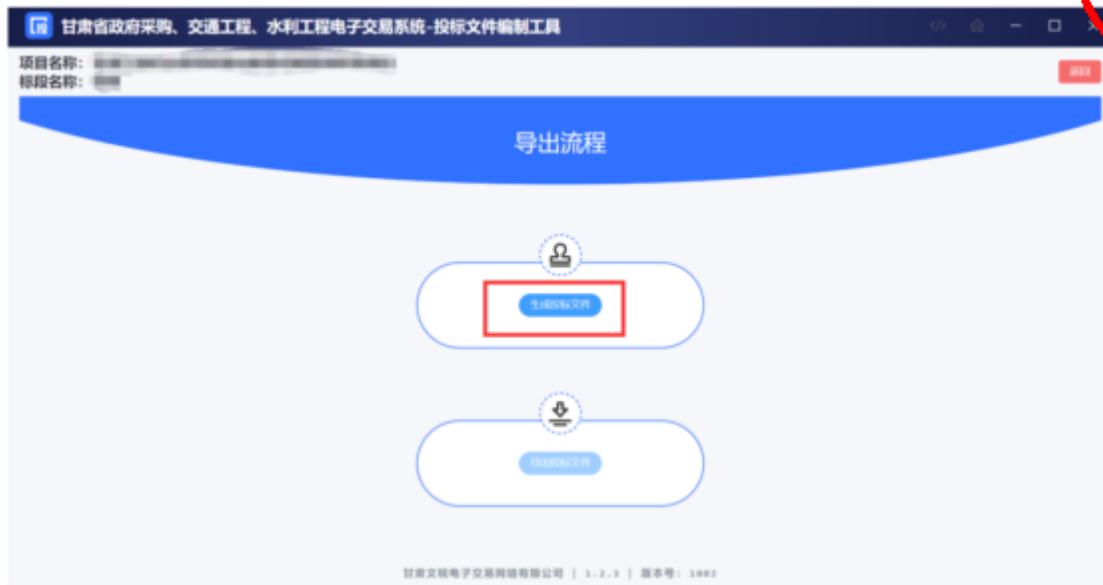 甘肃省政府采购、交通工程、水利工程电子交易系统-投标文件编制工具
项目名称：
标段名称：
返回
导出流程
生成投标文件
导出投标文件
甘肃文锐电子交易网络有限公司 | 1.2.3 | 版本号: 1002